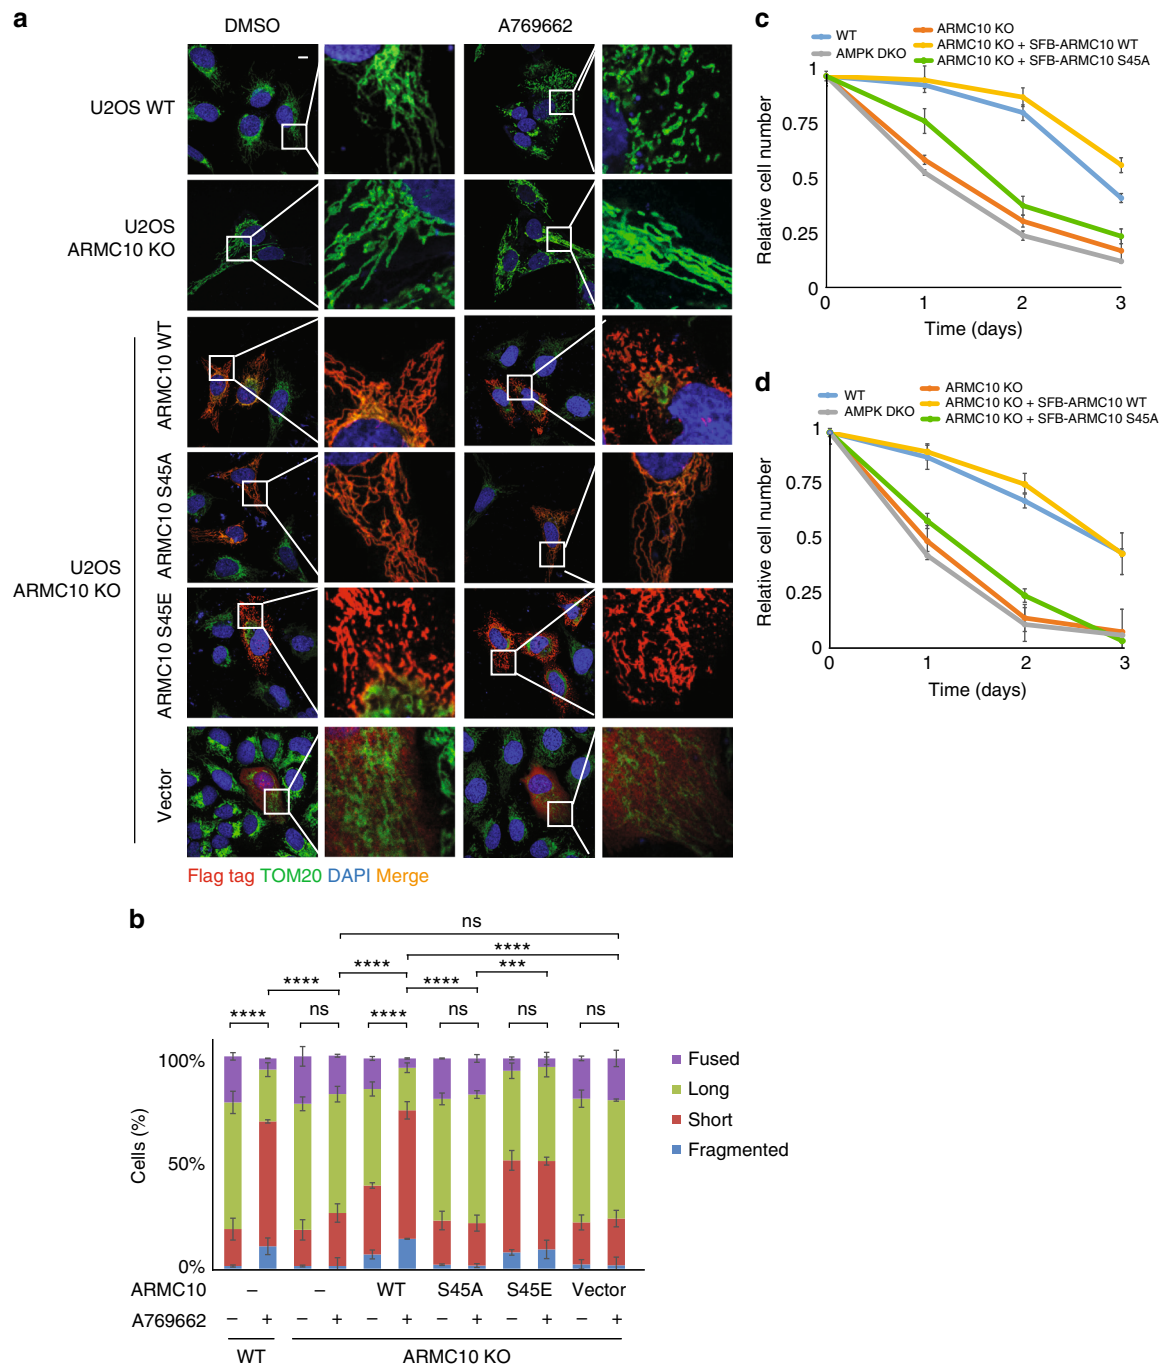 a
DMSO
A769662
U2OS WT
U2OS
ARMC10 KO
U2OS
ARMC10 KO
ARMC10 WT
ARMC10 S45A
ARMC10 S45E
Vector
Flag tag TOM20 DAPI Merge
b
ns
****
****
****
****
***
****
ns
****
ns
ns
ns
Cells (%)
100%
50%
0%
Fused
Long
Short
Fragmented
ARMC10 – – WT S45A S45E Vector
A769662 – + – + – + – + – + – +
WT ARMC10 KO
c
WT
AMPK DKO
ARMC10 KO
ARMC10 KO + SFB-ARMC10 WT
ARMC10 KO + SFB-ARMC10 S45A
Relative cell number
1
0.75
0.5
0.25
0
0 1 2 3
Time (days)
d
WT
AMPK DKO
ARMC10 KO
ARMC10 KO + SFB-ARMC10 WT
ARMC10 KO + SFB-ARMC10 S45A
Relative cell number
1
0.75
0.5
0.25
0
0 1 2 3
Time (days)